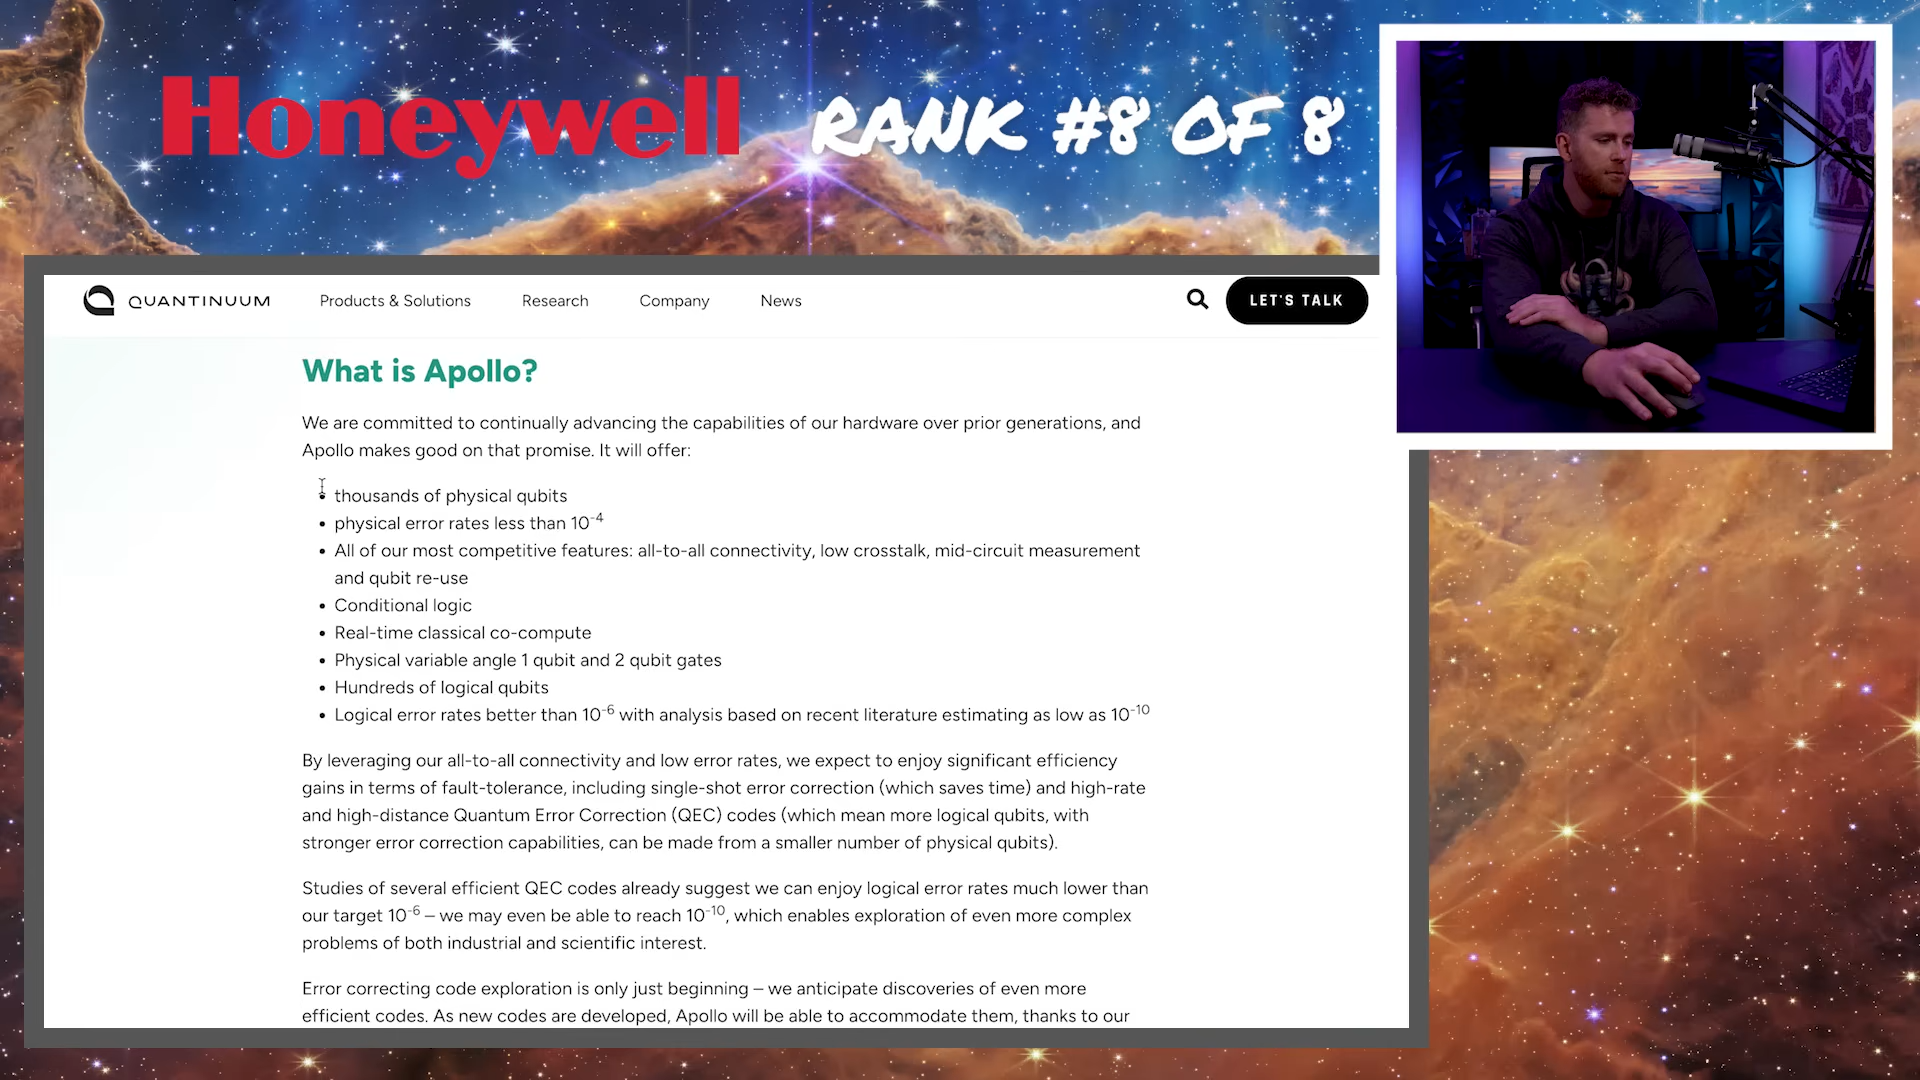 Honeywell RANK #8 OF 8
QUANTINUUM Products & Solutions Research Company News LET'S TALK
What is Apollo?
We are committed to continually advancing the capabilities of our hardware over prior generations, and
Apollo makes good on that promise. It will offer:
• thousands of physical qubits
• physical error rates less than 10⁻⁴
• All of our most competitive features: all-to-all connectivity, low crosstalk, mid-circuit measurement
and qubit re-use
• Conditional logic
• Real-time classical co-compute
• Physical variable angle 1 qubit and 2 qubit gates
• Hundreds of logical qubits
• Logical error rates better than 10⁻⁶ with analysis based on recent literature estimating as low as 10⁻¹⁰
By leveraging our all-to-all connectivity and low error rates, we expect to enjoy significant efficiency
gains in terms of fault-tolerance, including single-shot error correction (which saves time) and high-rate
and high-distance Quantum Error Correction (QEC) codes (which mean more logical qubits, with
stronger error correction capabilities, can be made from a smaller number of physical qubits).
Studies of several efficient QEC codes already suggest we can enjoy logical error rates much lower than
our target 10⁻⁶ – we may even be able to reach 10⁻¹⁰, which enables exploration of even more complex
problems of both industrial and scientific interest.
Error correcting code exploration is only just beginning – we anticipate discoveries of even more
efficient codes. As new codes are developed, Apollo will be able to accommodate them, thanks to our